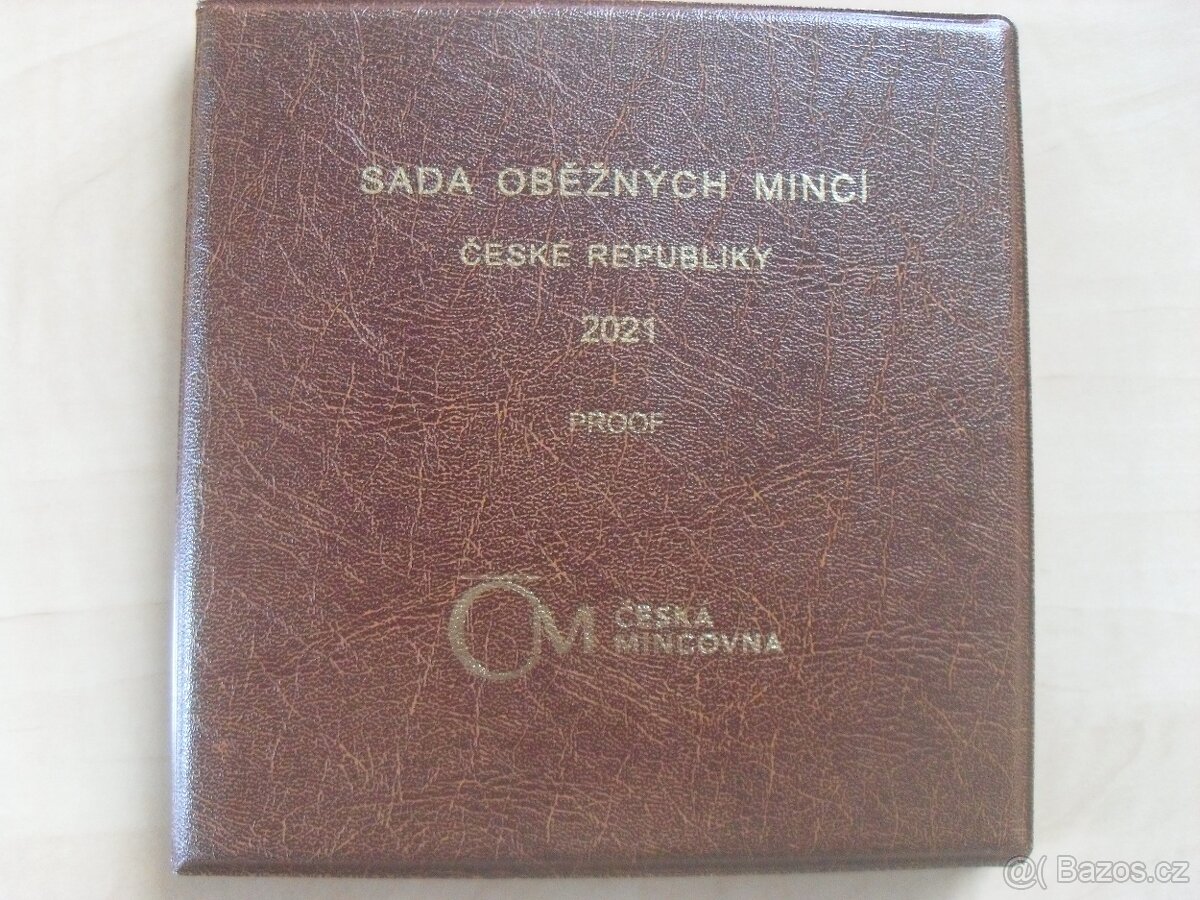 SADA OBĚŽNÝCH MINCÍ
ČESKÉ REPUBLIKY
2021
PROOF
ČM ČESKÁ
MINCOVNA
@( Bazos.cz